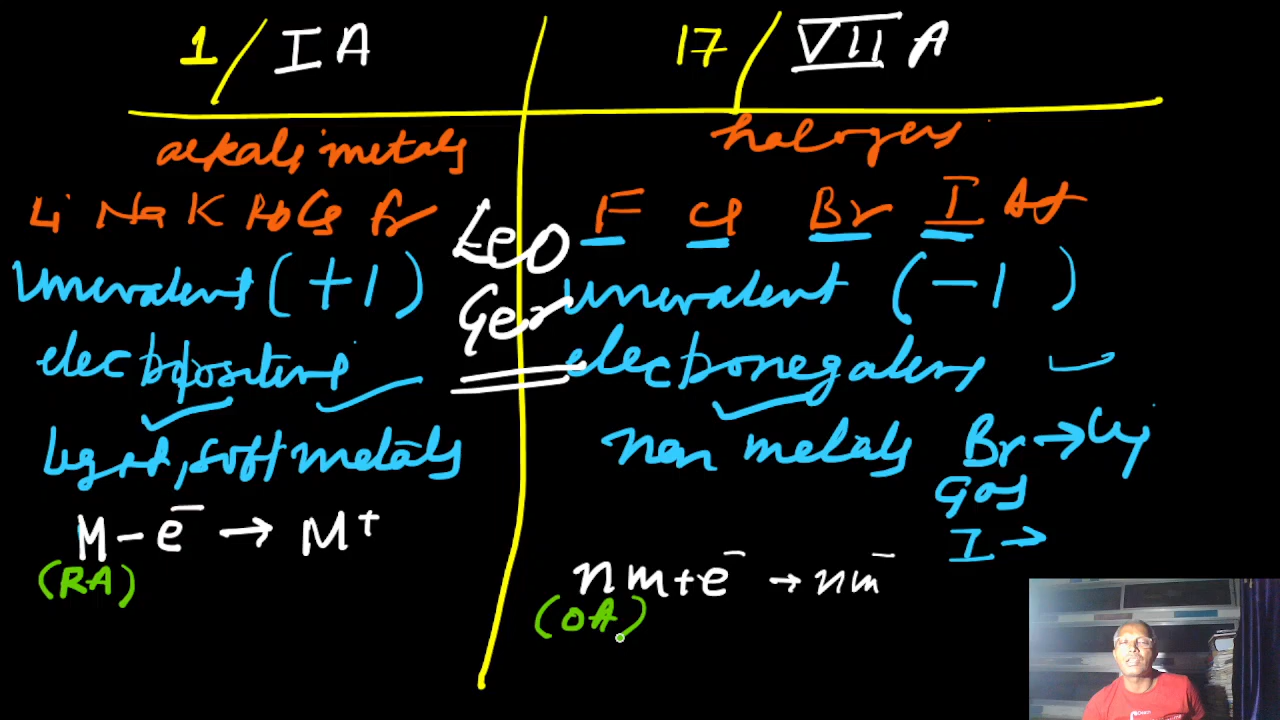 1 / IA
17 / VII A
alkali metals
halogens
Li Na K Rb Cs Fr
F Cl Br I At
Leo
Ger
univalent (+1)
univalent (-1)
electropositive
electronegative
light, soft metals
non metals Br → liq
Gas
I →
M - e⁻ → M⁺
(RA)
nm + e⁻ → nm⁻
(OA)